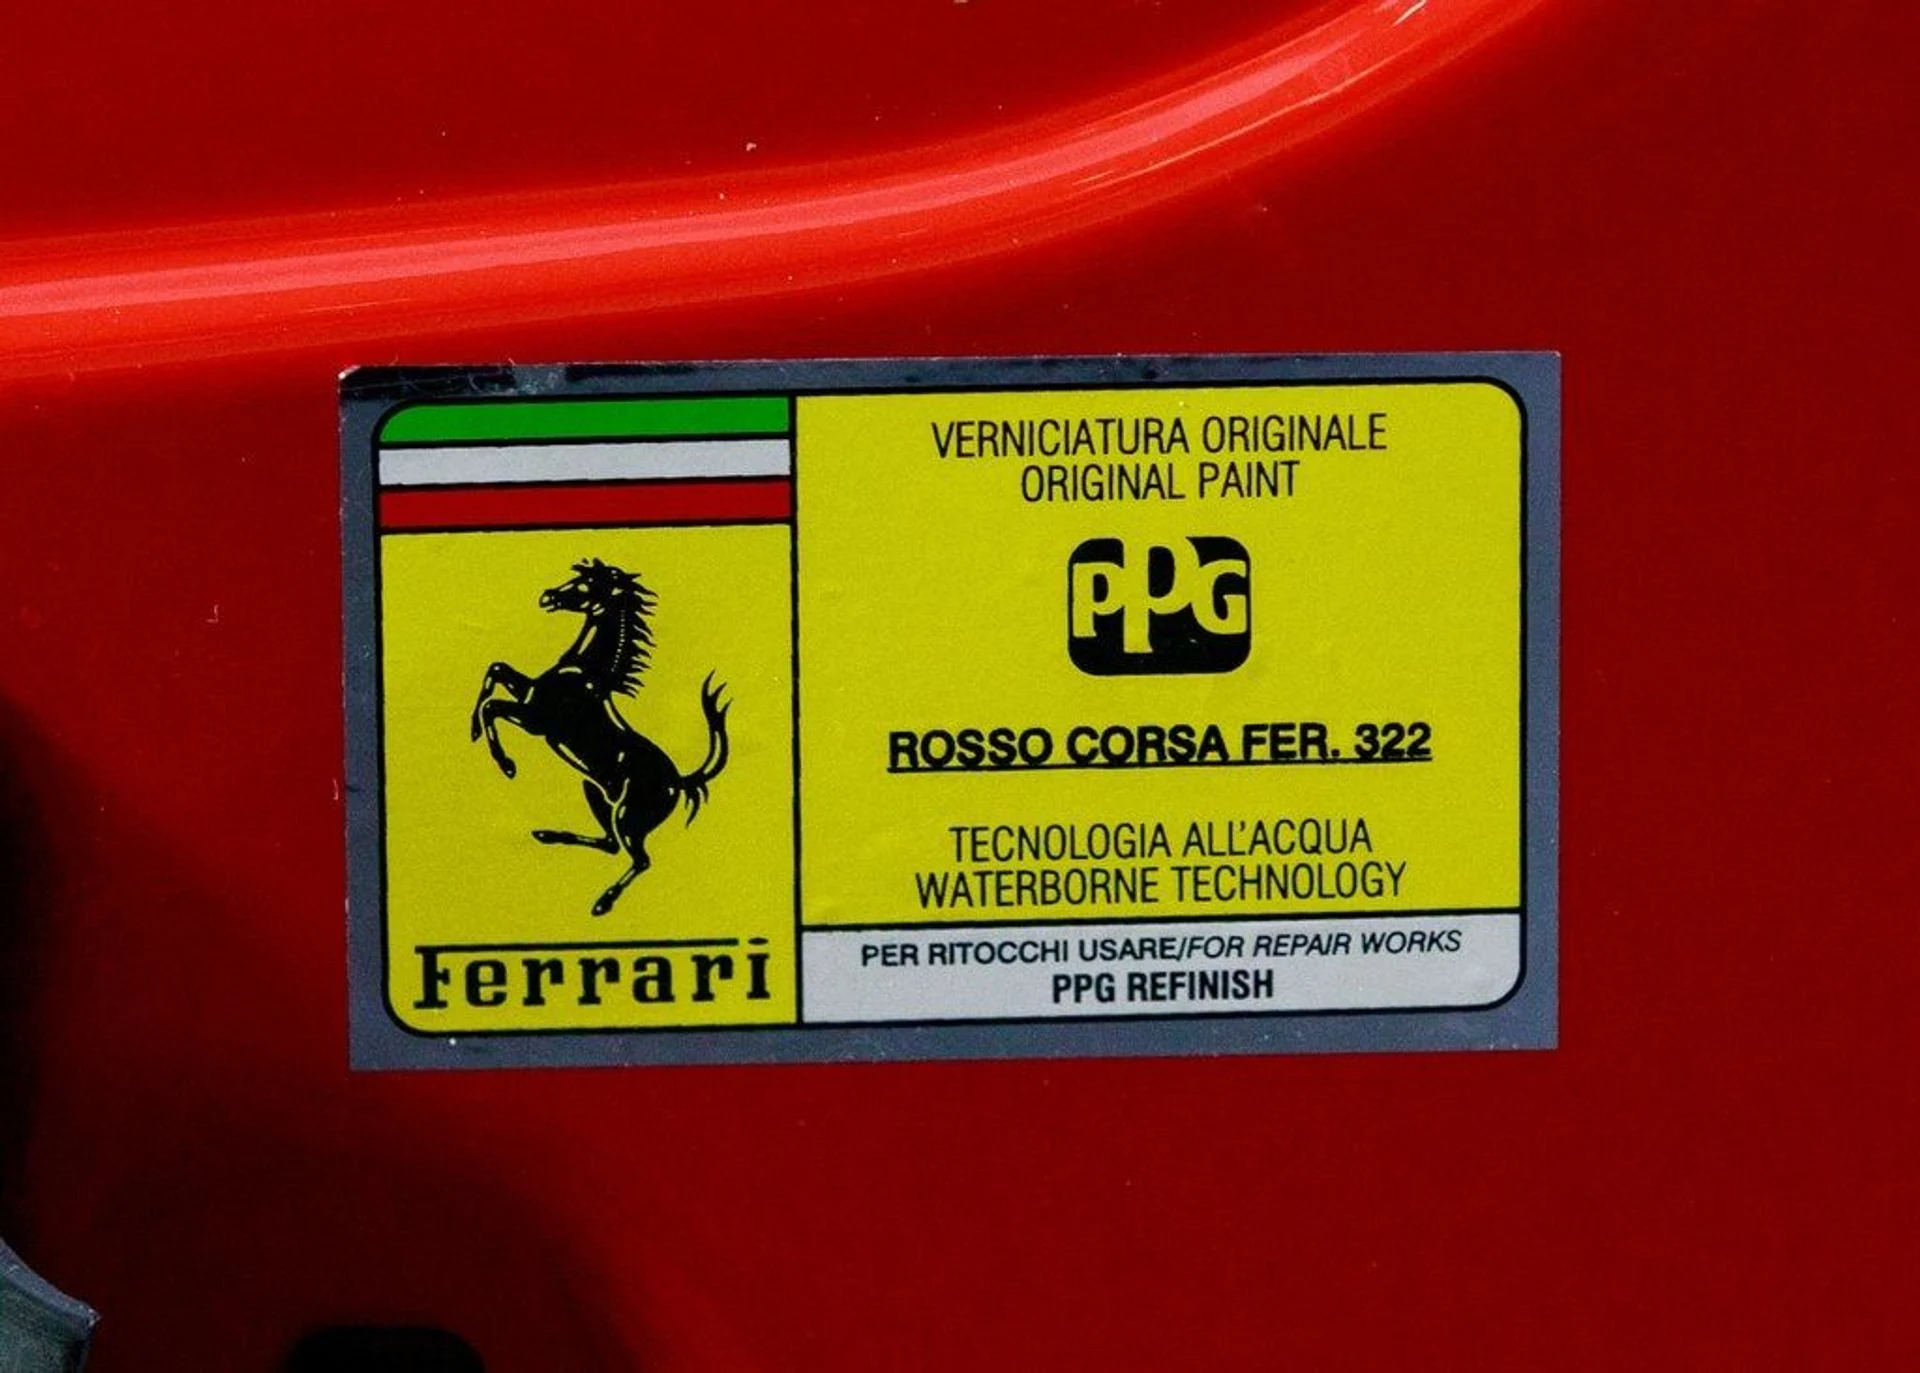 Ferrari
VERNICIATURA ORIGINALE
ORIGINAL PAINT
PPG
ROSSO CORSA FER. 322
TECNOLOGIA ALL'ACQUA
WATERBORNE TECHNOLOGY
PER RITOCCHI USARE/FOR REPAIR WORKS
PPG REFINISH